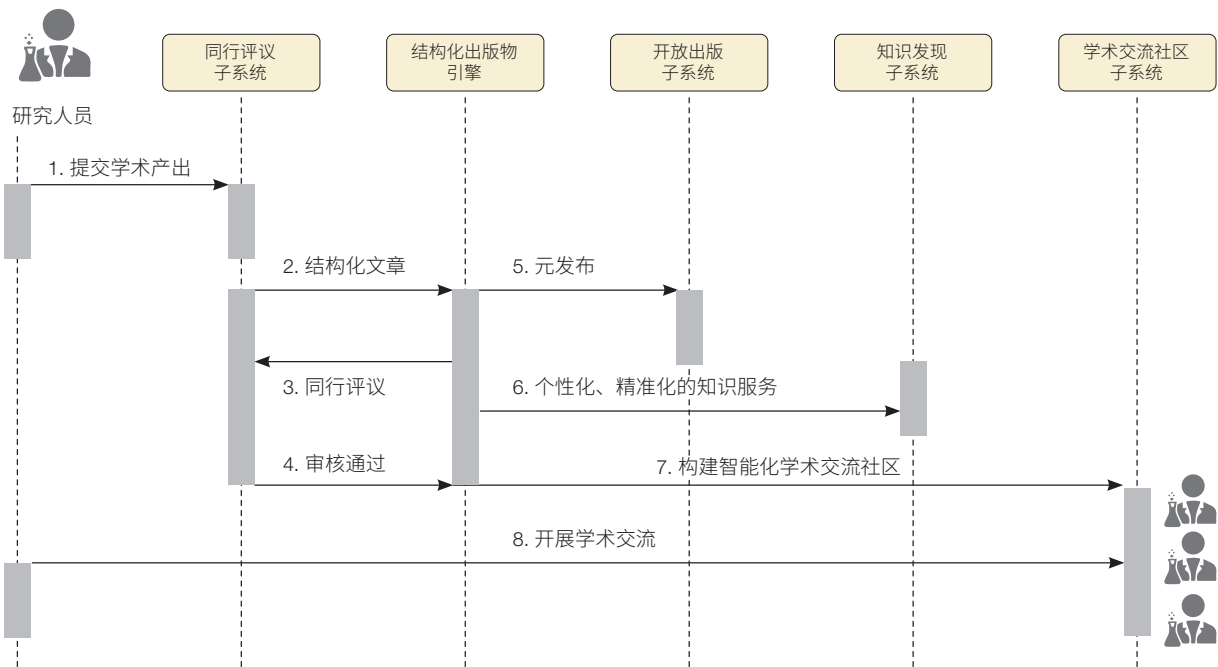 同行评议
子系统
结构化出版物
引擎
开放出版
子系统
知识发现
子系统
学术交流社区
子系统
研究人员
1. 提交学术产出
2. 结构化文章
5. 元发布
3. 同行评议
6. 个性化、精准化的知识服务
4. 审核通过
7. 构建智能化学术交流社区
8. 开展学术交流